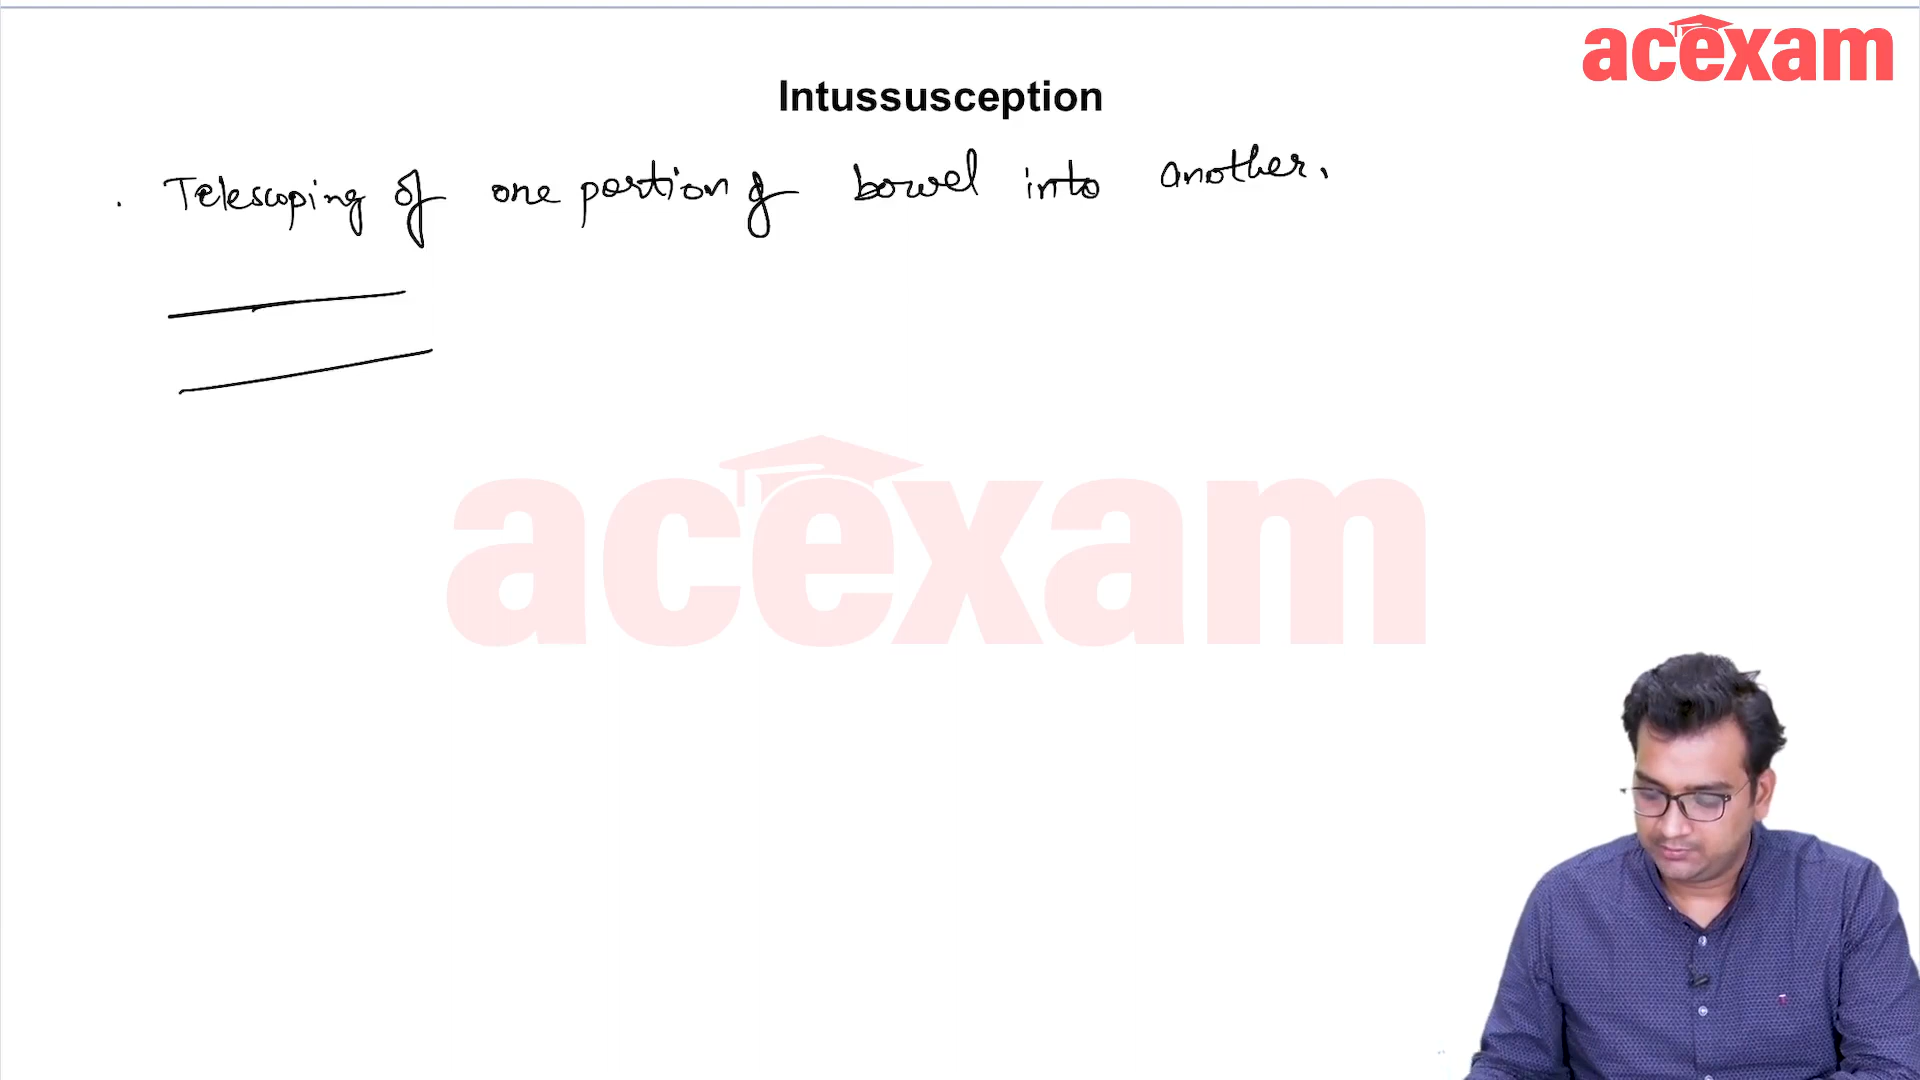 acexam
Intussusception
. Telescoping of one portion of bowel into another.
acexam